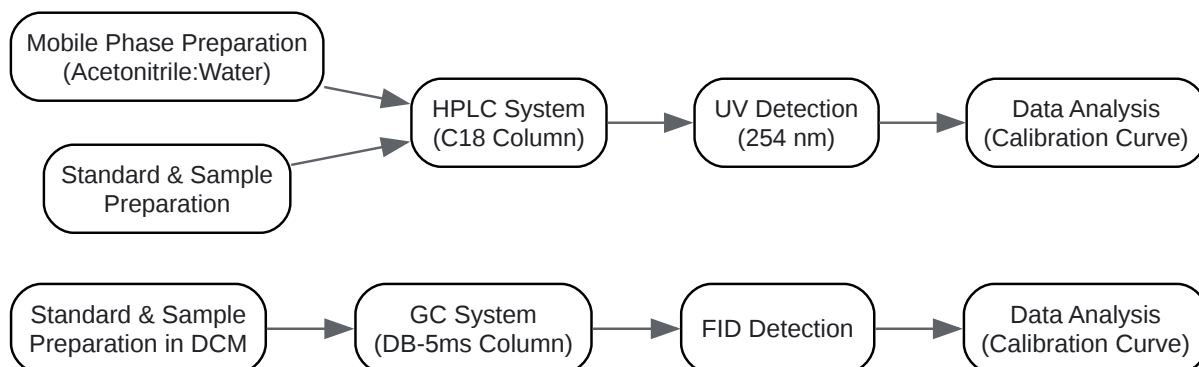 Mobile Phase Preparation
(Acetonitrile:Water)
Standard & Sample
Preparation
HPLC System
(C18 Column)
UV Detection
(254 nm)
Data Analysis
(Calibration Curve)
Standard & Sample
Preparation in DCM
GC System
(DB-5ms Column)
FID Detection
Data Analysis
(Calibration Curve)